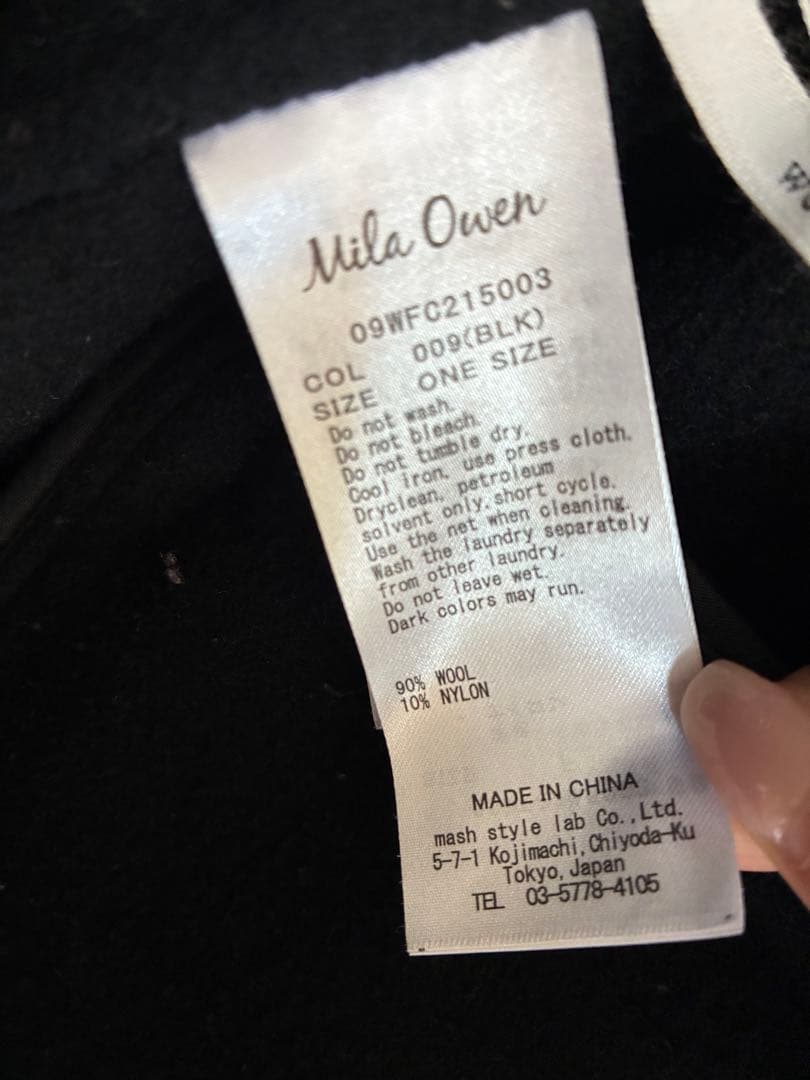 Mila Owen
09WFC215003
COL 009(BLK)
SIZE ONE SIZE
Do not wash.
Do not bleach.
Do not tumble dry.
Cool iron. use press cloth.
Dryclean. petroleum
solvent only. short cycle.
Use the net when cleaning.
Wash the laundry separately
from other laundry.
Do not leave wet.
Dark colors may run.
90% WOOL
10% NYLON
MADE IN CHINA
mash style lab Co.,Ltd.
5-7-1 Kojimachi,Chiyoda-Ku
Tokyo,Japan
TEL 03-5778-4105